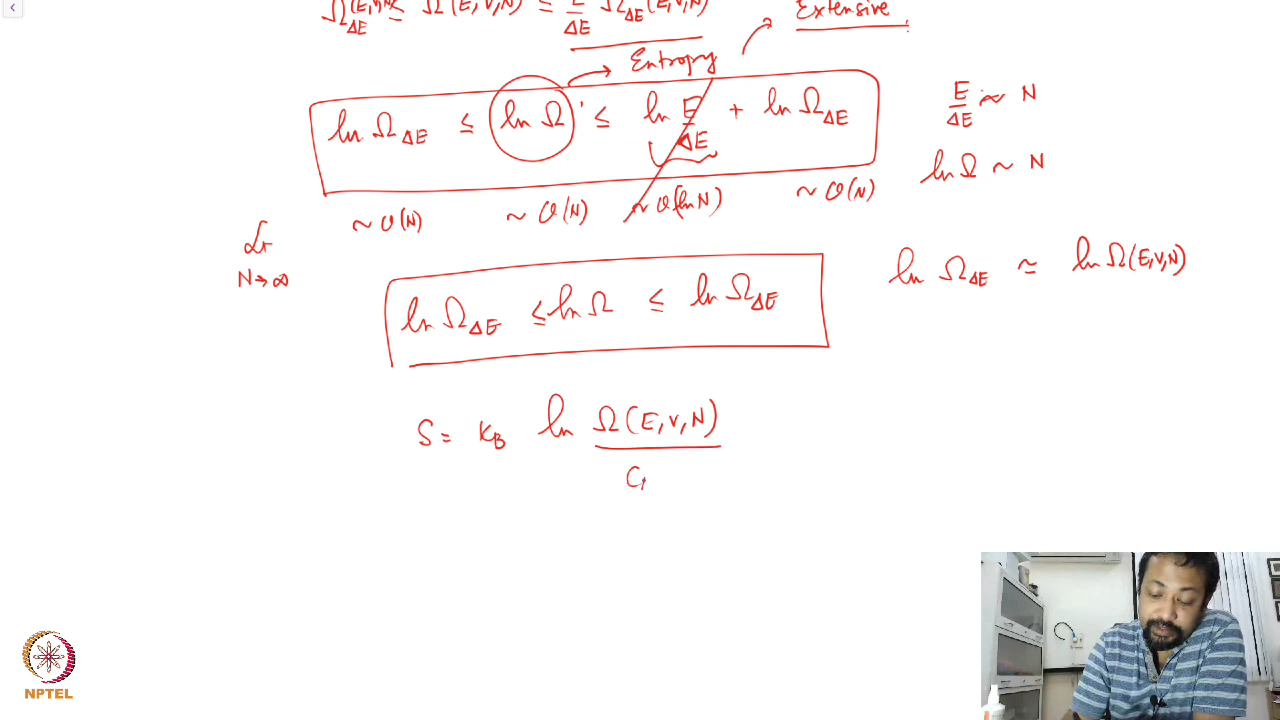 Ω_ΔE(E,V,N) ≤ Ω(E,V,N) ≤ E/ΔE Ω_ΔE(E,V,N)
Extensive
Entropy
ln Ω_ΔE ≤ ln Ω ≤ ln E/ΔE + ln Ω_ΔE
E/ΔE ~ N
ln Ω ~ N
~ O(N) ~ O(N) ~ O(ln N) ~ O(N)
Lt N→∞
ln Ω_ΔE ≃ ln Ω(E,V,N)
ln Ω_ΔE ≤ ln Ω ≤ ln Ω_ΔE
S = K_B ln Ω(E,V,N)
NPTEL